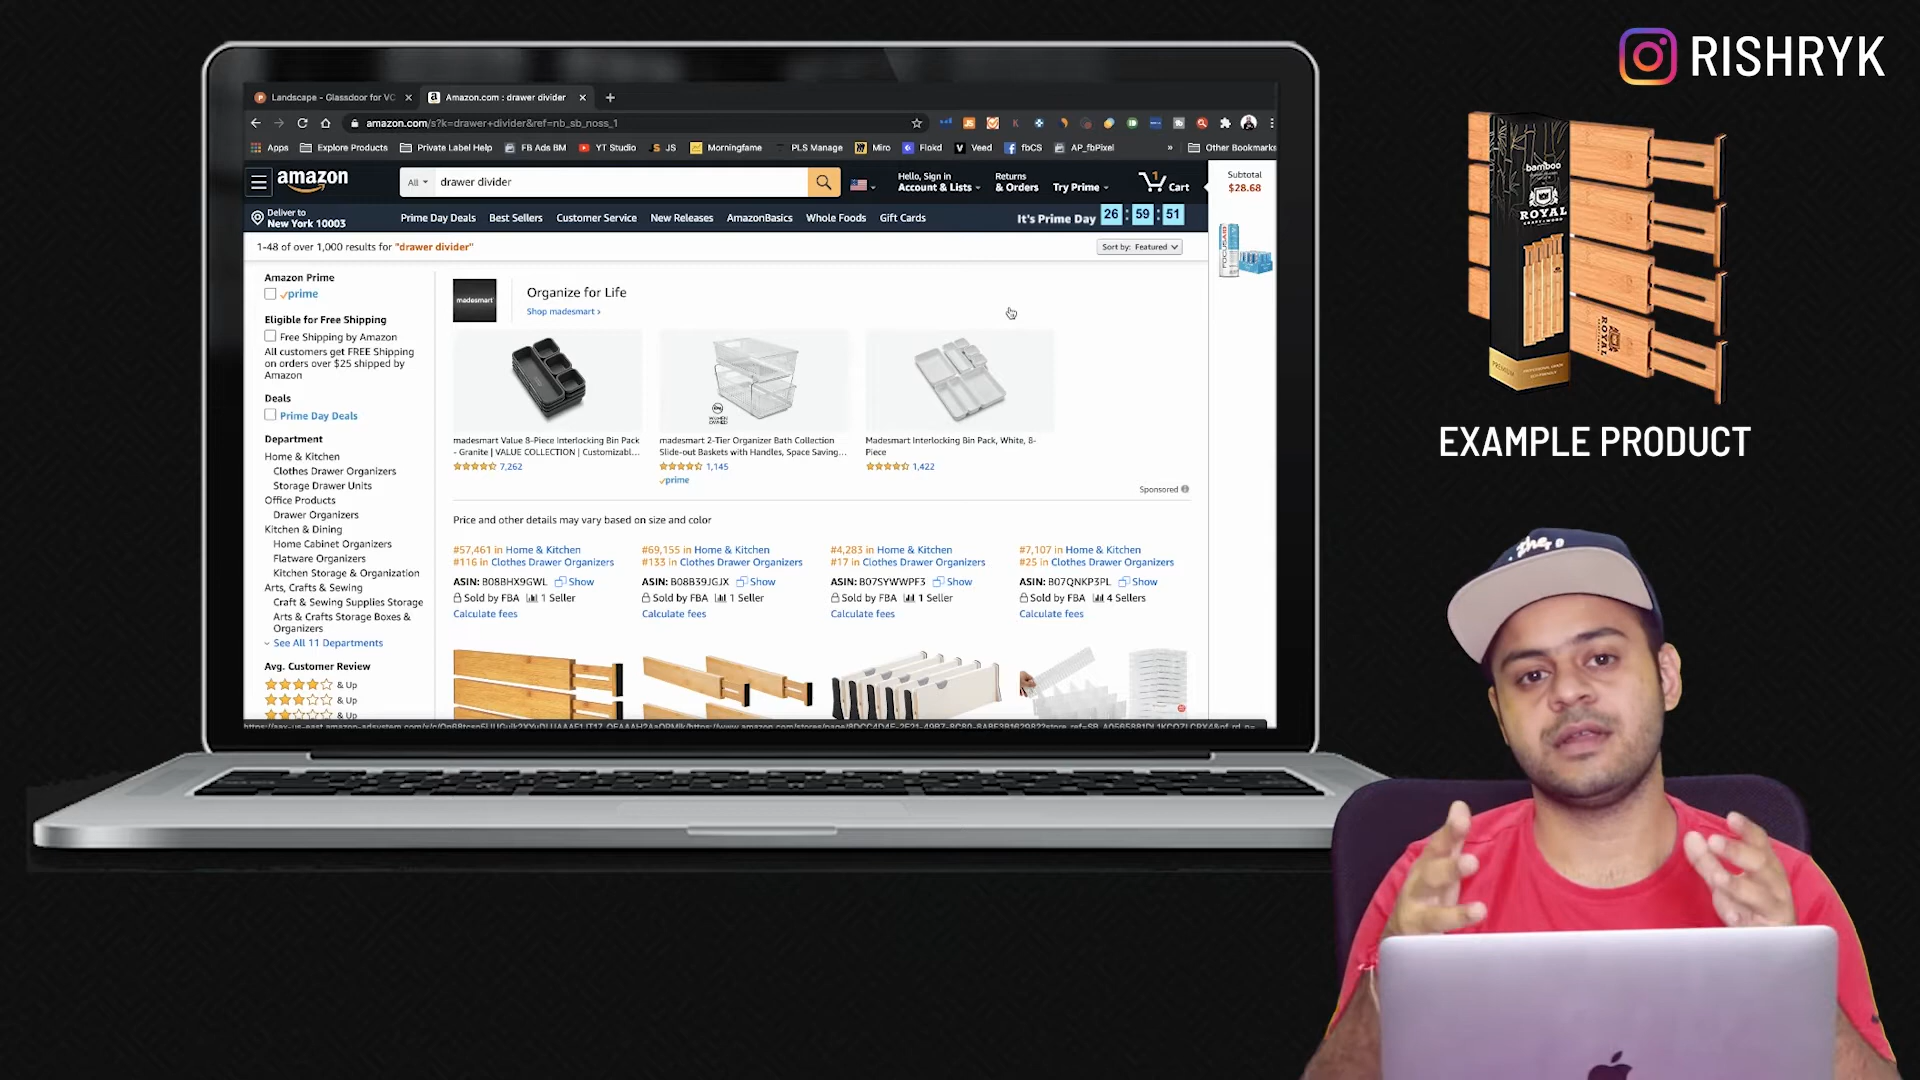 RISHRYK
Landscape - Glassdoor for VC
Amazon.com : drawer divider
amazon.com/s?k=drawer+divider&ref=nb_sb_noss_1
Apps
Explore Products
Private Label Help
FB Ads BM
YT Studio
JS
Morningfame
PLS Manage
Miro
Flokd
Veed
fbCS
AP_fbPixel
»
Other Bookmarks
amazon
All
drawer divider
Hello, Sign in
Account & Lists
Returns
& Orders
Try Prime
1
Cart
Subtotal
$28.68
Deliver to
New York 10003
Prime Day Deals
Best Sellers
Customer Service
New Releases
AmazonBasics
Whole Foods
Gift Cards
It's Prime Day 26 : 59 : 51
1-48 of over 1,000 results for "drawer divider"
Sort by: Featured
Amazon Prime
prime
Eligible for Free Shipping
Free Shipping by Amazon
All customers get FREE Shipping
on orders over $25 shipped by
Amazon
Deals
Prime Day Deals
Department
Home & Kitchen
Clothes Drawer Organizers
Storage Drawer Units
Office Products
Drawer Organizers
Kitchen & Dining
Home Cabinet Organizers
Flatware Organizers
Kitchen Storage & Organization
Arts, Crafts & Sewing
Craft & Sewing Supplies Storage
Arts & Crafts Storage Boxes &
Organizers
See All 11 Departments
Avg. Customer Review
& Up
& Up
& Up
madesmart
Organize for Life
Shop madesmart ›
madesmart Value 8-Piece Interlocking Bin Pack
- Granite | VALUE COLLECTION | Customizabl...
7,262
madesmart 2-Tier Organizer Bath Collection
Slide-out Baskets with Handles, Space Saving...
1,145
prime
Madesmart Interlocking Bin Pack, White, 8-
Piece
1,422
Sponsored
Price and other details may vary based on size and color
#57,461 in Home & Kitchen
#116 in Clothes Drawer Organizers
ASIN: B08BHX9GWL Show
Sold by FBA 1 Seller
Calculate fees
#69,155 in Home & Kitchen
#133 in Clothes Drawer Organizers
ASIN: B08B39JGJX Show
Sold by FBA 1 Seller
Calculate fees
#4,283 in Home & Kitchen
#17 in Clothes Drawer Organizers
ASIN: B07SYWWPF3 Show
Sold by FBA 1 Seller
Calculate fees
#7,107 in Home & Kitchen
#25 in Clothes Drawer Organizers
ASIN: B07QNKP3PL Show
Sold by FBA 4 Sellers
Calculate fees
bamboo
ROYAL
CRAFT WOOD
PREMIUM
ROYAL
EXAMPLE PRODUCT
the